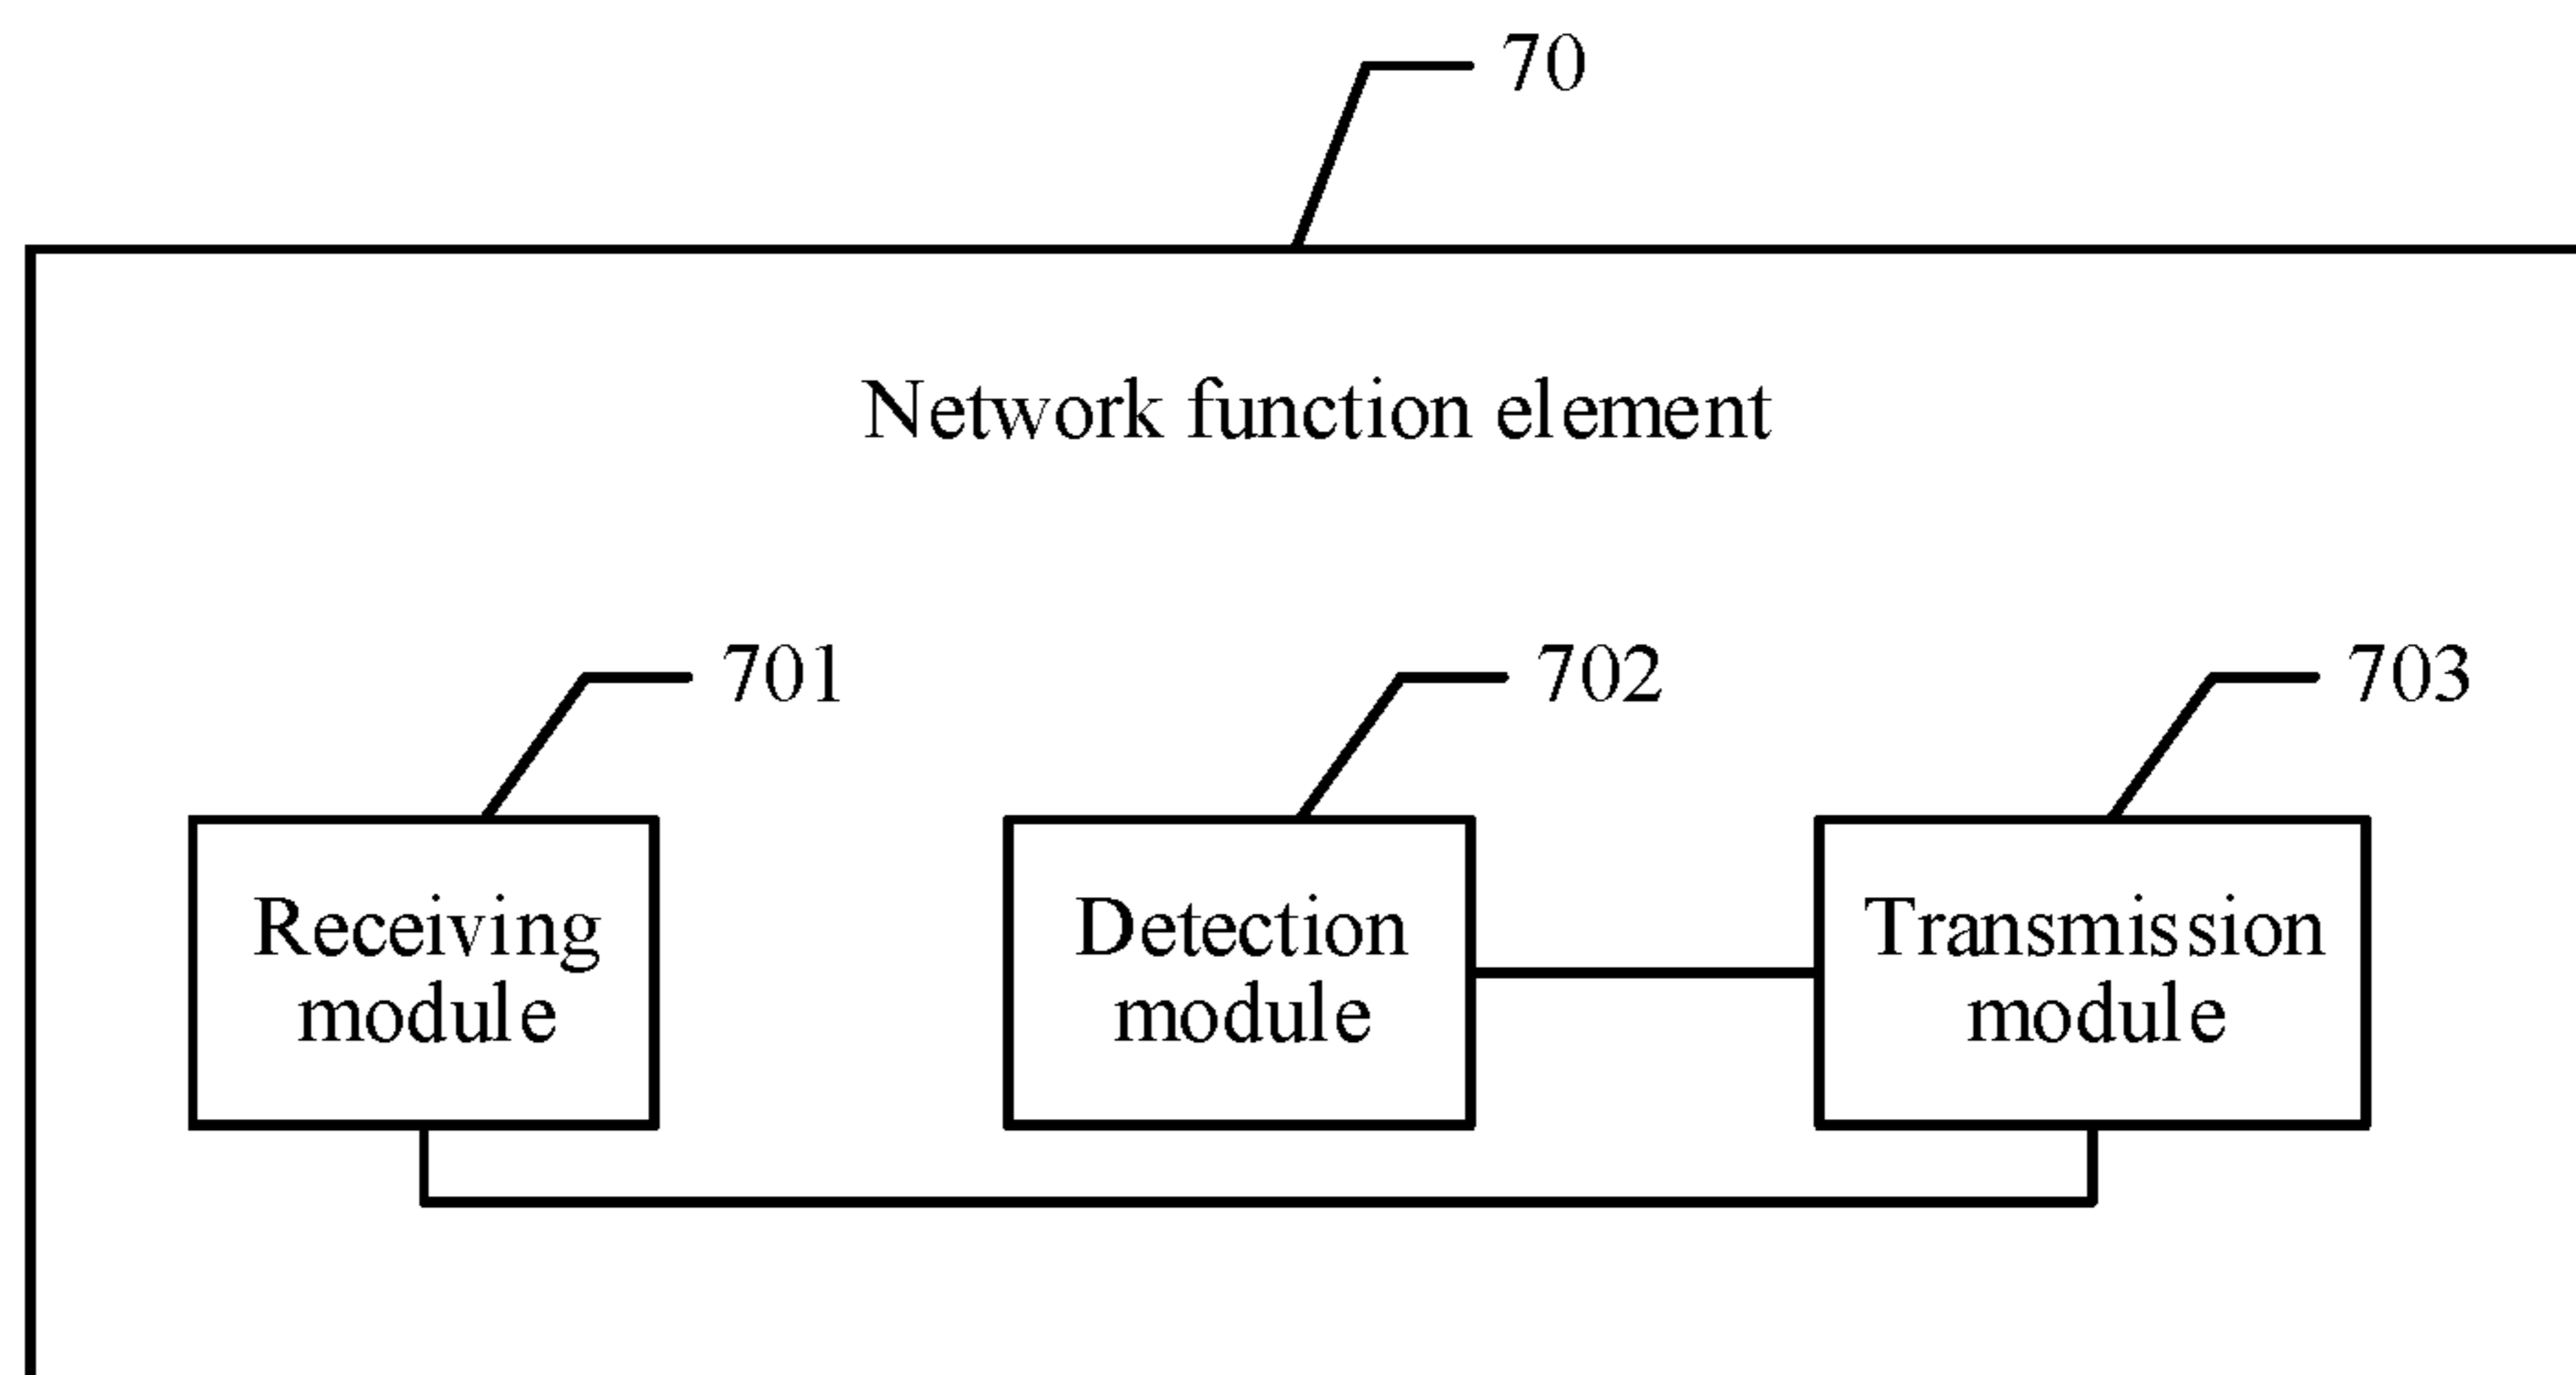 70
Network function element
701
702
703
Receiving
module
Detection
module
Transmission
module